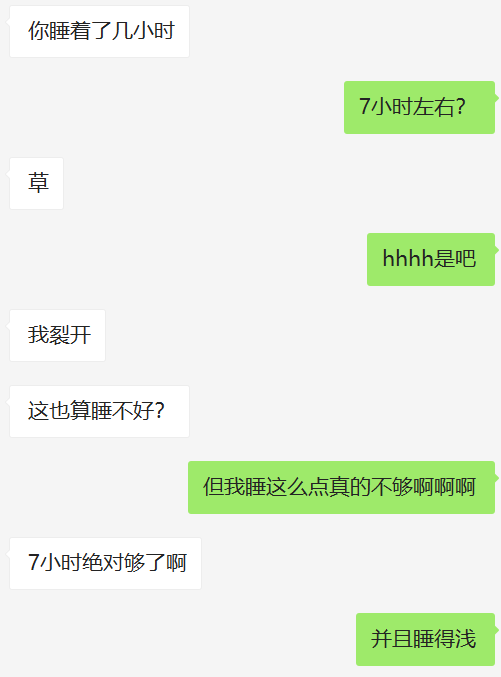 你睡着了几小时
7小时左右？
草
hhhh是吧
我裂开
这也算睡不好？
但我睡这么点真的不够啊啊啊
7小时绝对够了啊
并且睡得浅